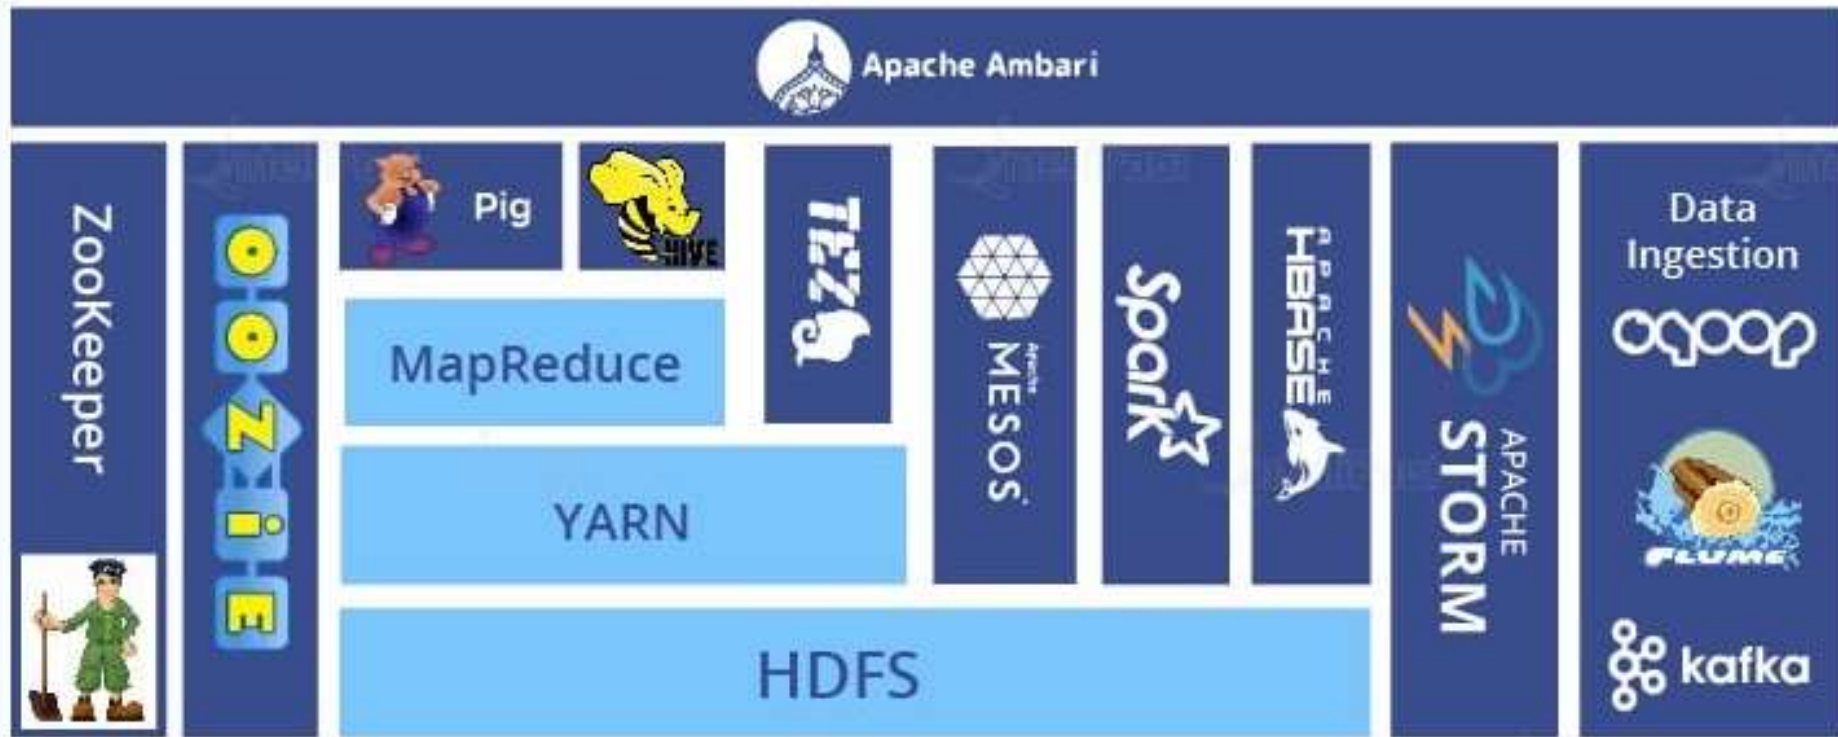 Apache Ambari
ZooKeeper
OOZIE
Pig
HIVE
MapReduce
YARN
HDFS
TEZ
Apache
MESOS
Spark
APACHE
HBASE
APACHE
STORM
Data
Ingestion
sqoop
FLUME
kafka